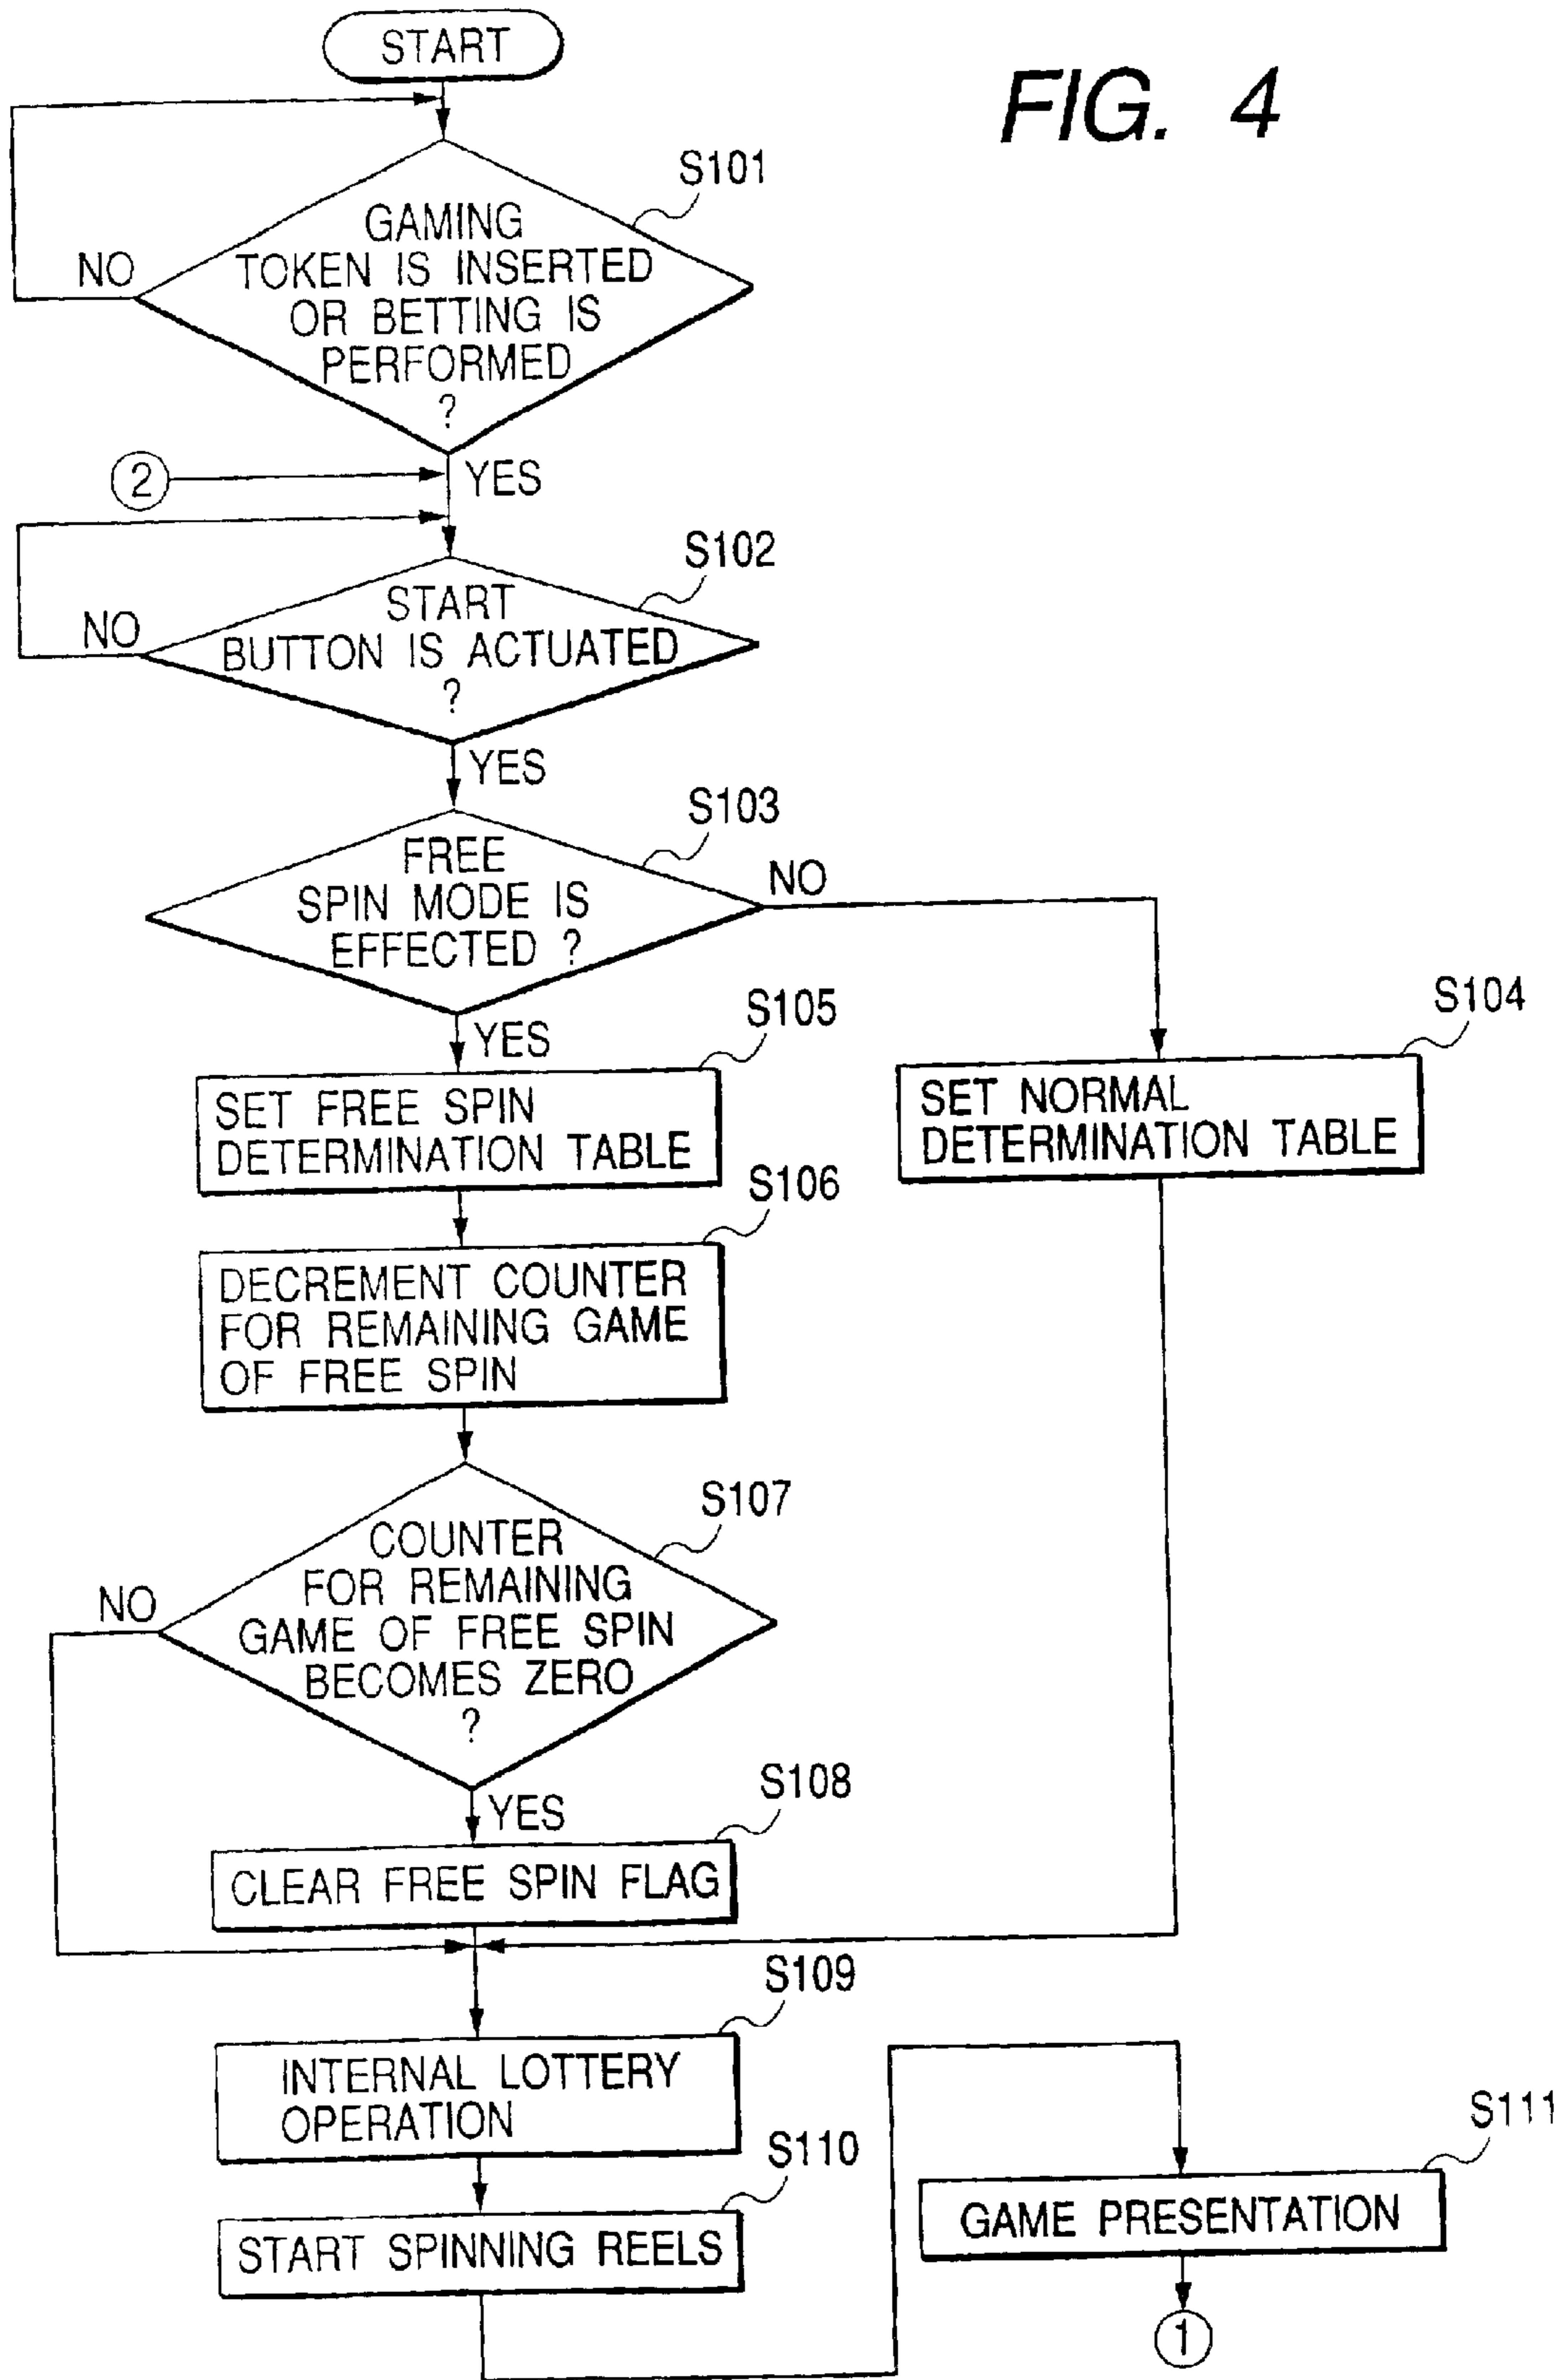 START
FIG. 4
S101
GAMING
TOKEN IS INSERTED
OR BETTING IS
PERFORMED
?
NO
2
YES
S102
START
BUTTON IS ACTUATED
?
NO
YES
S103
FREE
SPIN MODE IS
EFFECTED ?
NO
YES
S105
SET FREE SPIN
DETERMINATION TABLE
S104
SET NORMAL
DETERMINATION TABLE
S106
DECREMENT COUNTER
FOR REMAINING GAME
OF FREE SPIN
S107
COUNTER
FOR REMAINING
GAME OF FREE SPIN
BECOMES ZERO
?
NO
YES
S108
CLEAR FREE SPIN FLAG
S109
INTERNAL LOTTERY
OPERATION
S110
START SPINNING REELS
S111
GAME PRESENTATION
1